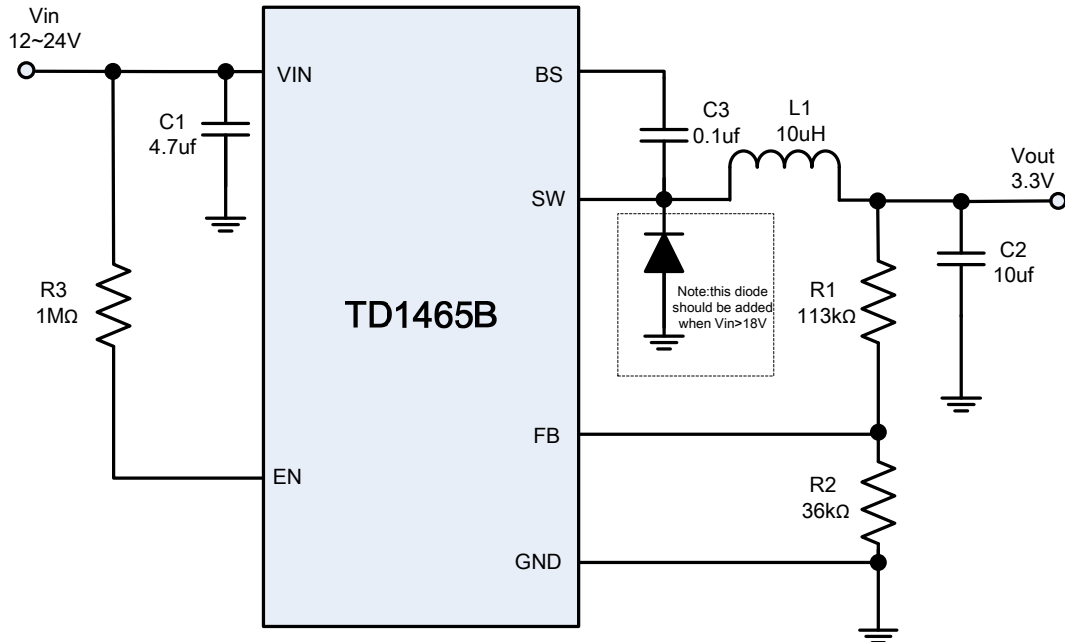 Vin
12~24V
VIN
C1
4.7uf
R3
1MΩ
EN
TD1465B
BS
SW
FB
GND
C3
0.1uf
L1
10uH
Vout
3.3V
Note:this diode
should be added
when Vin>18V
R1
113kΩ
C2
10uf
R2
36kΩ